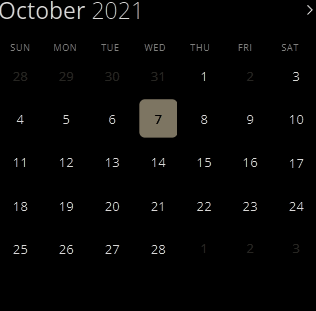 October 2021
SUN MON TUE WED THU FRI SAT
28 29 30 31 1 2 3
4 5 6 7 8 9 10
11 12 13 14 15 16 17
18 19 20 21 22 23 24
25 26 27 28 1 2 3